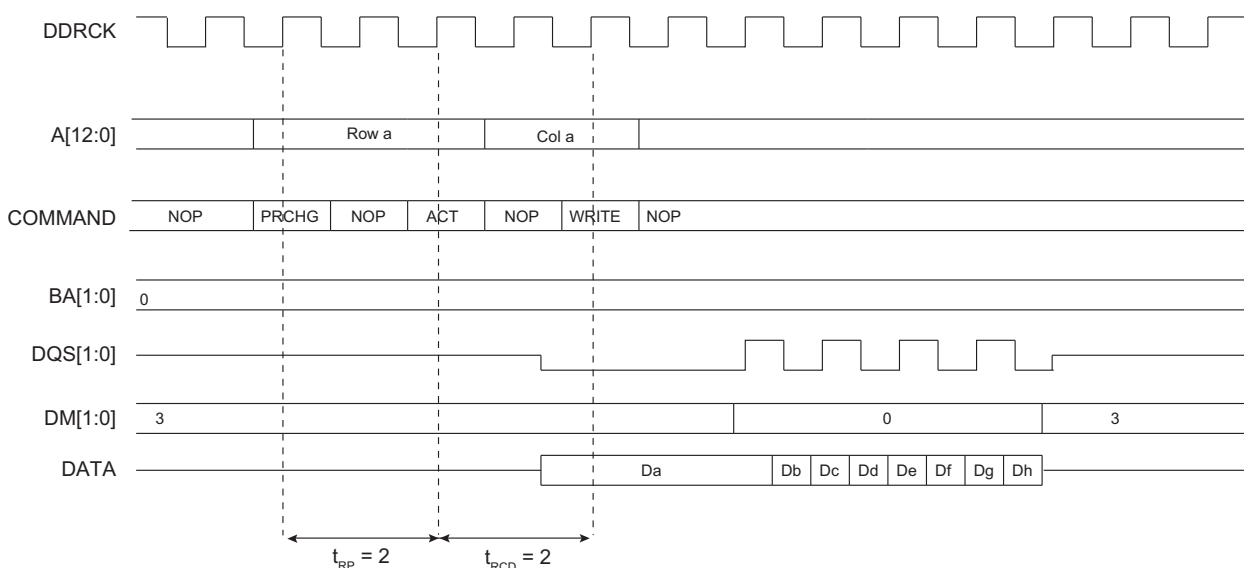 DDRCK
A[12:0] Row a Col a
COMMAND NOP PRCHG NOP ACT NOP WRITE NOP
BA[1:0] 0
DQS[1:0]
DM[1:0] 3 0 3
DATA Da Db Dc Dd De Df Dg Dh
tRP = 2 tRCD = 2